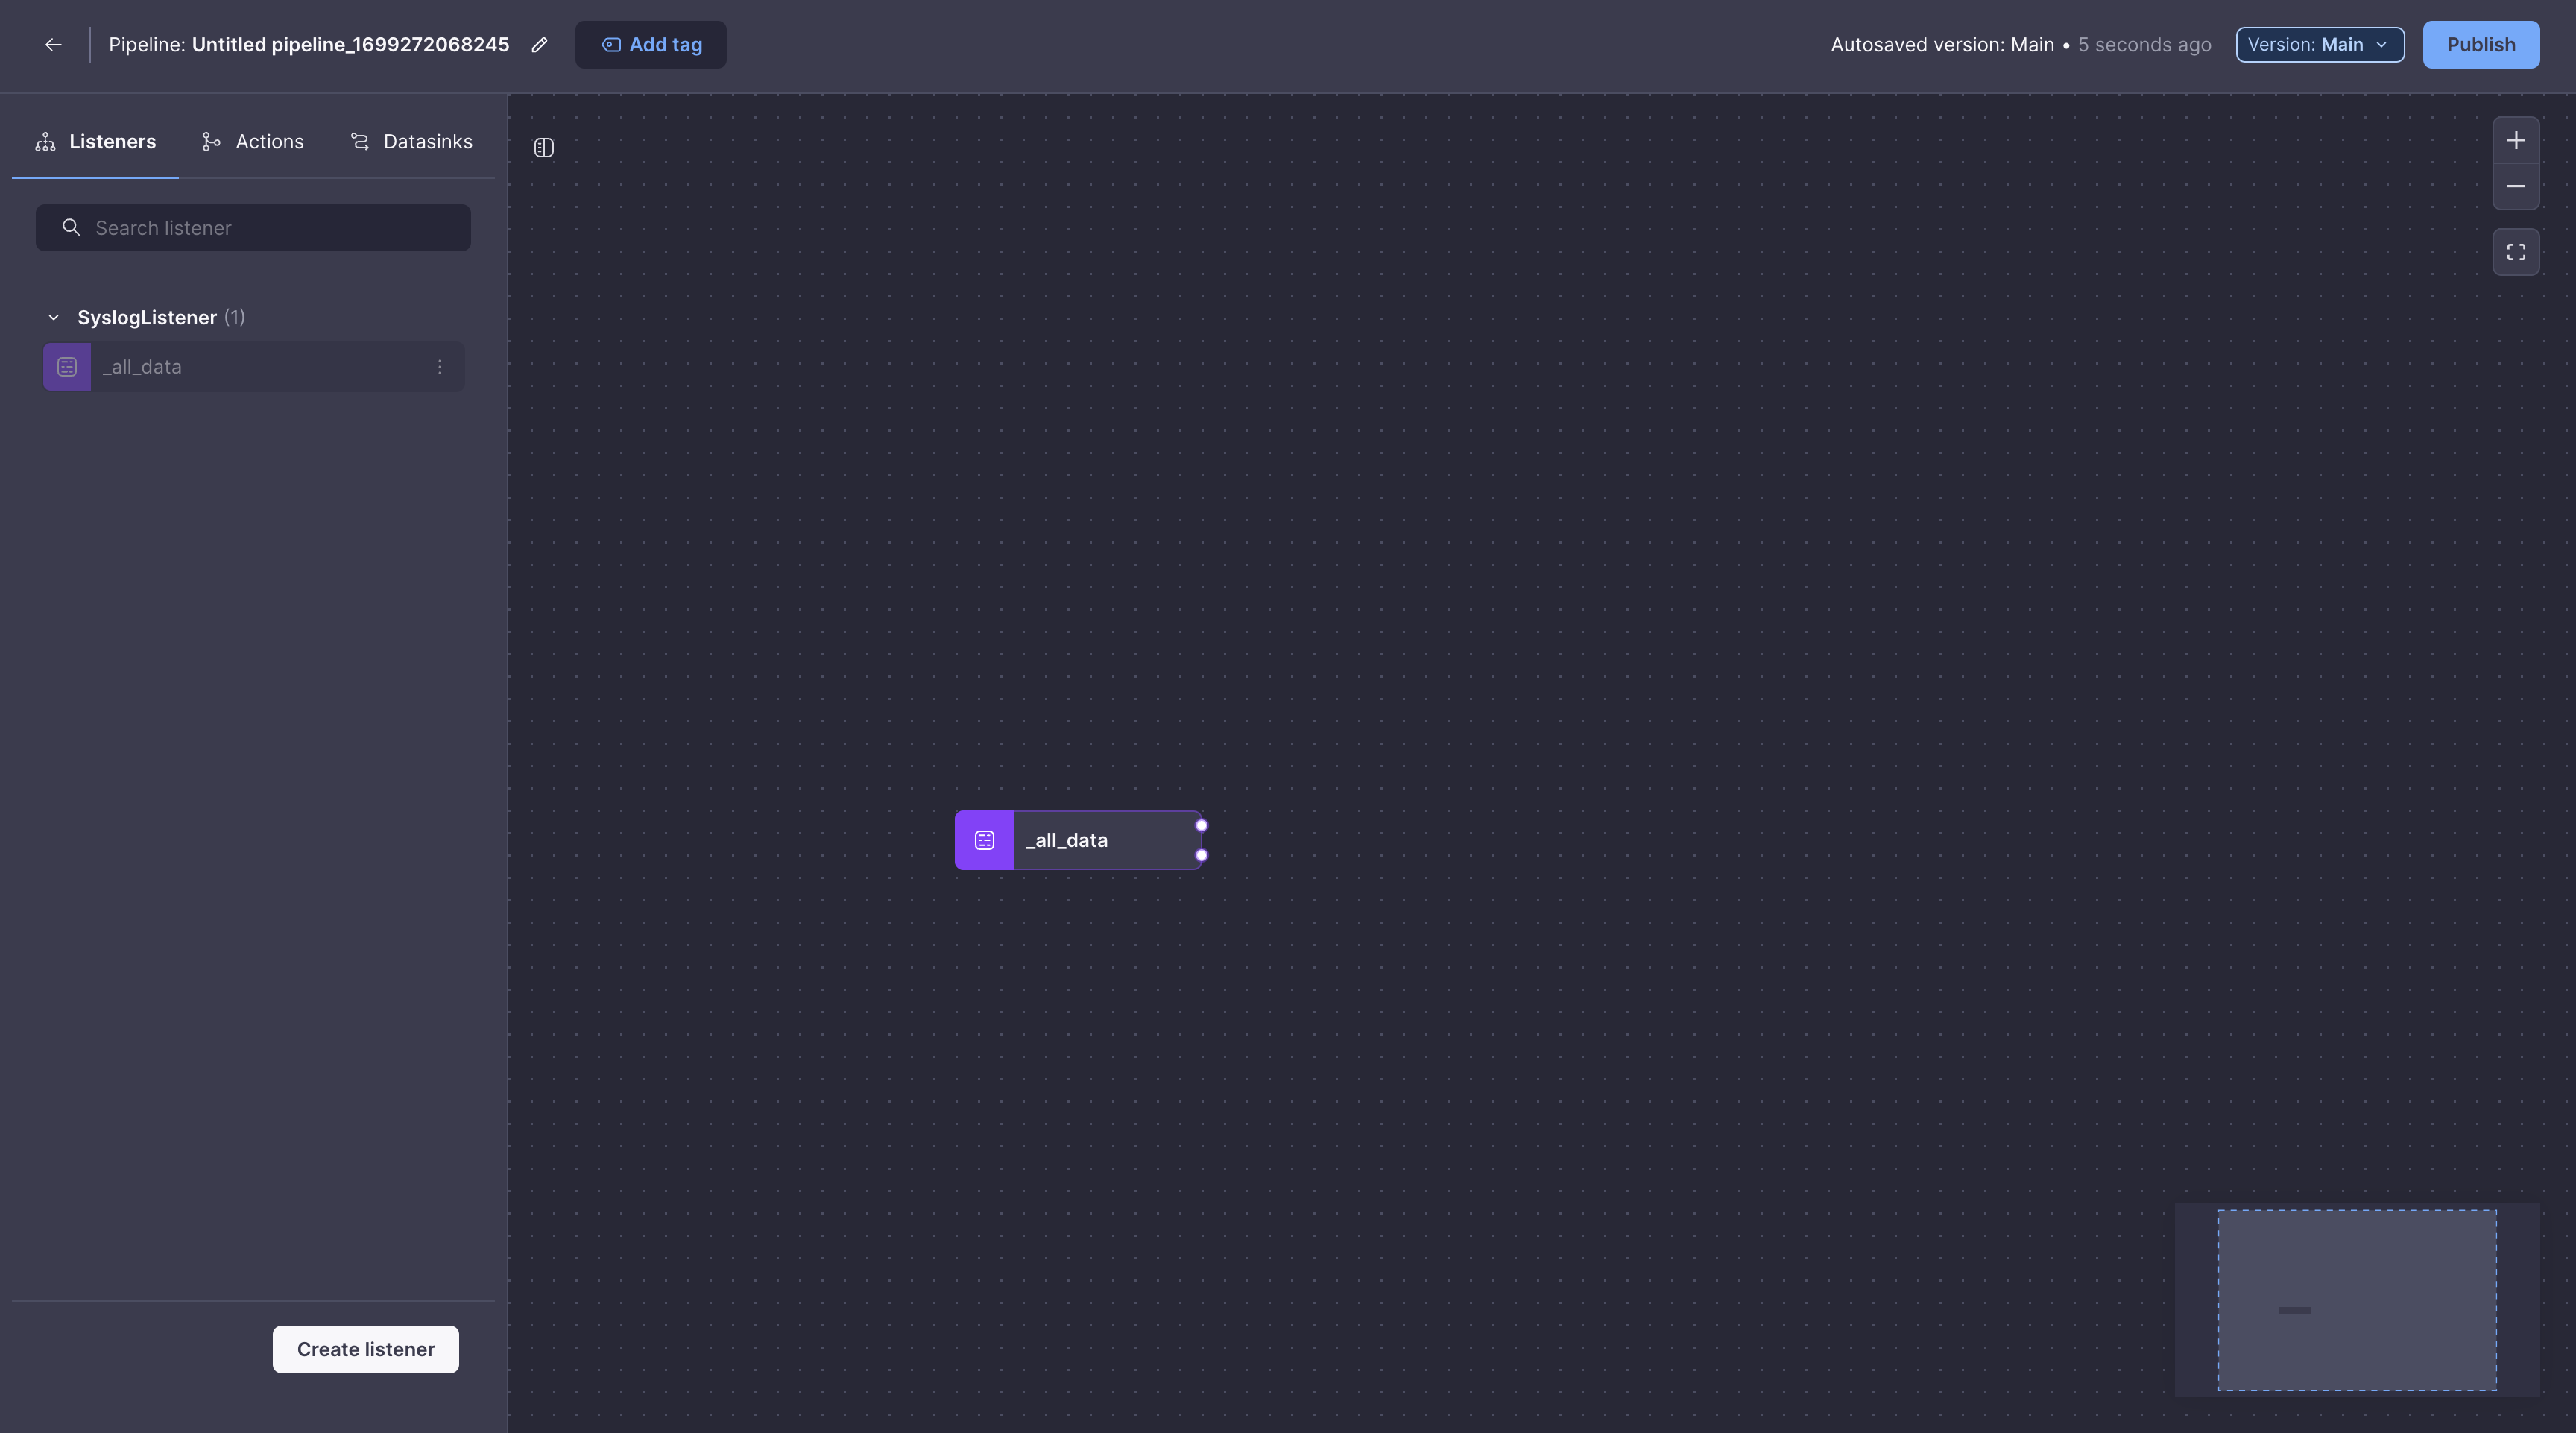 Pipeline: Untitled pipeline_1699272068245
Add tag
Autosaved version: Main • 5 seconds ago
Version: Main
Publish
Listeners
Actions
Datasinks
Search listener
SyslogListener (1)
_all_data
_all_data
Create listener